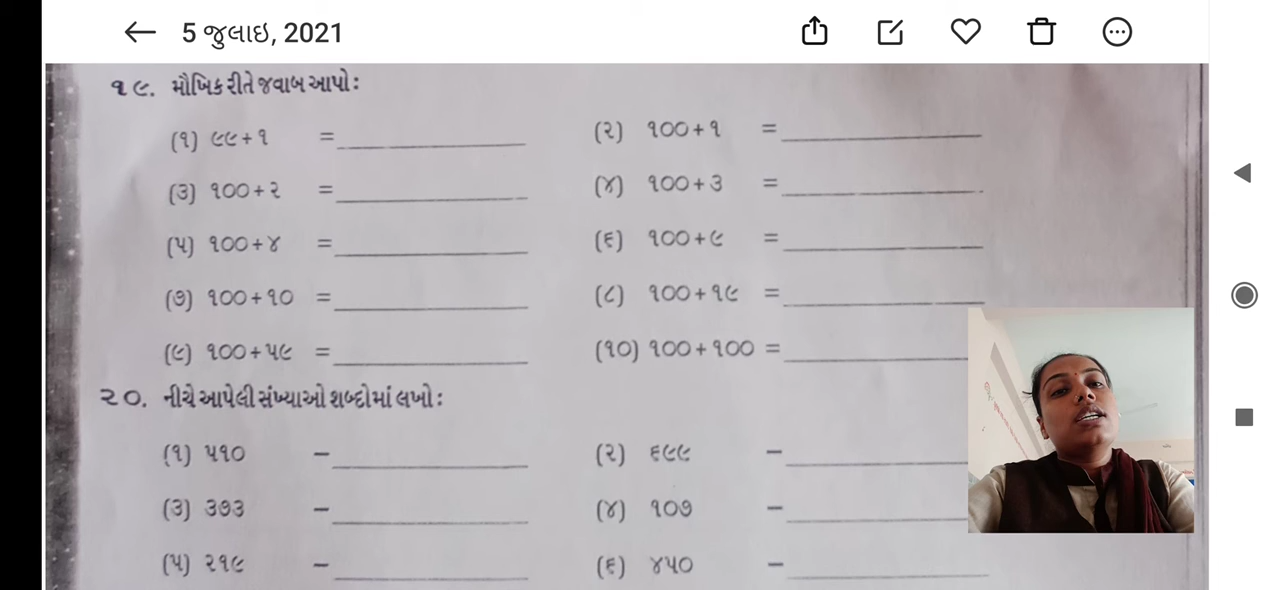 5 જુલાઇ, 2021
૧૯. મૌખિક રીતે જવાબ આપો :
(૧) ૯૯ + ૧ = (૨) ૧૦૦ + ૧ =
(૩) ૧૦૦ + ૨ = (૪) ૧૦૦ + ૩ =
(૫) ૧૦૦ + ૪ = (૬) ૧૦૦ + ૯ =
(૭) ૧૦૦ + ૧૦ = (૮) ૧૦૦ + ૧૯ =
(૯) ૧૦૦ + ૫૯ = (૧૦) ૧૦૦ + ૧૦૦ =
૨૦. નીચે આપેલી સંખ્યાઓ શબ્દોમાં લખો :
(૧) ૫૧૦ – (૨) ૬૯૯ –
(૩) ૩૭૩ – (૪) ૧૦૭ –
(૫) ૨૧૯ – (૬) ૪૫૦ –